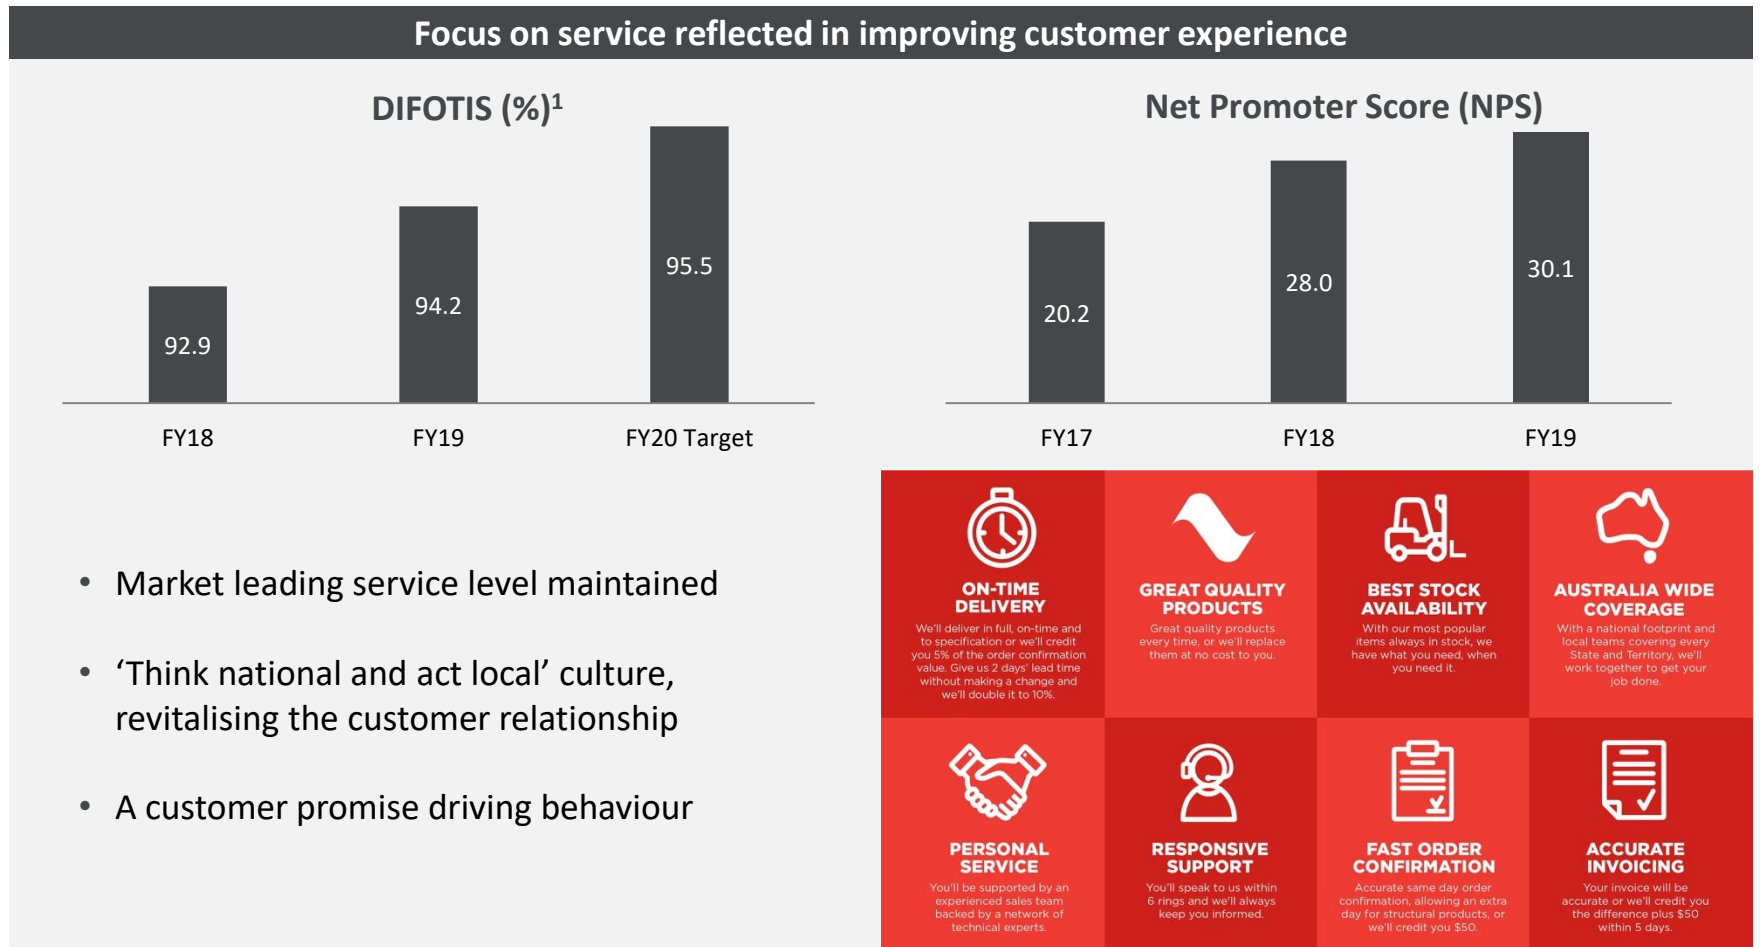 Focus on service reflected in improving customer experience
DIFOTIS (%)¹
92.9
94.2
95.5
FY18
FY19
FY20 Target
Net Promoter Score (NPS)
20.2
28.0
30.1
FY17
FY18
FY19
• Market leading service level maintained
• ‘Think national and act local’ culture,
revitalising the customer relationship
• A customer promise driving behaviour
ON-TIME
DELIVERY
We'll deliver in full, on-time and
to specification or we'll credit
you 5% of the order confirmation
value. Give us 2 days' lead time
without making a change and
we'll double it to 10%.
GREAT QUALITY
PRODUCTS
Great quality products
every time, or we'll replace
them at no cost to you.
BEST STOCK
AVAILABILITY
With our most popular
items always in stock, we
have what you need, when
you need it.
AUSTRALIA WIDE
COVERAGE
With a national footprint and
local teams covering every
State and Territory, we'll
work together to get your
job done.
PERSONAL
SERVICE
You'll be supported by an
experienced sales team
backed by a network of
technical experts.
RESPONSIVE
SUPPORT
You'll speak to us within
6 rings and we'll always
keep you informed.
FAST ORDER
CONFIRMATION
Accurate same day order
confirmation, allowing an extra
day for structural products, or
we'll credit you $50.
ACCURATE
INVOICING
Your invoice will be
accurate or we'll credit you
the difference plus $50
within 5 days.